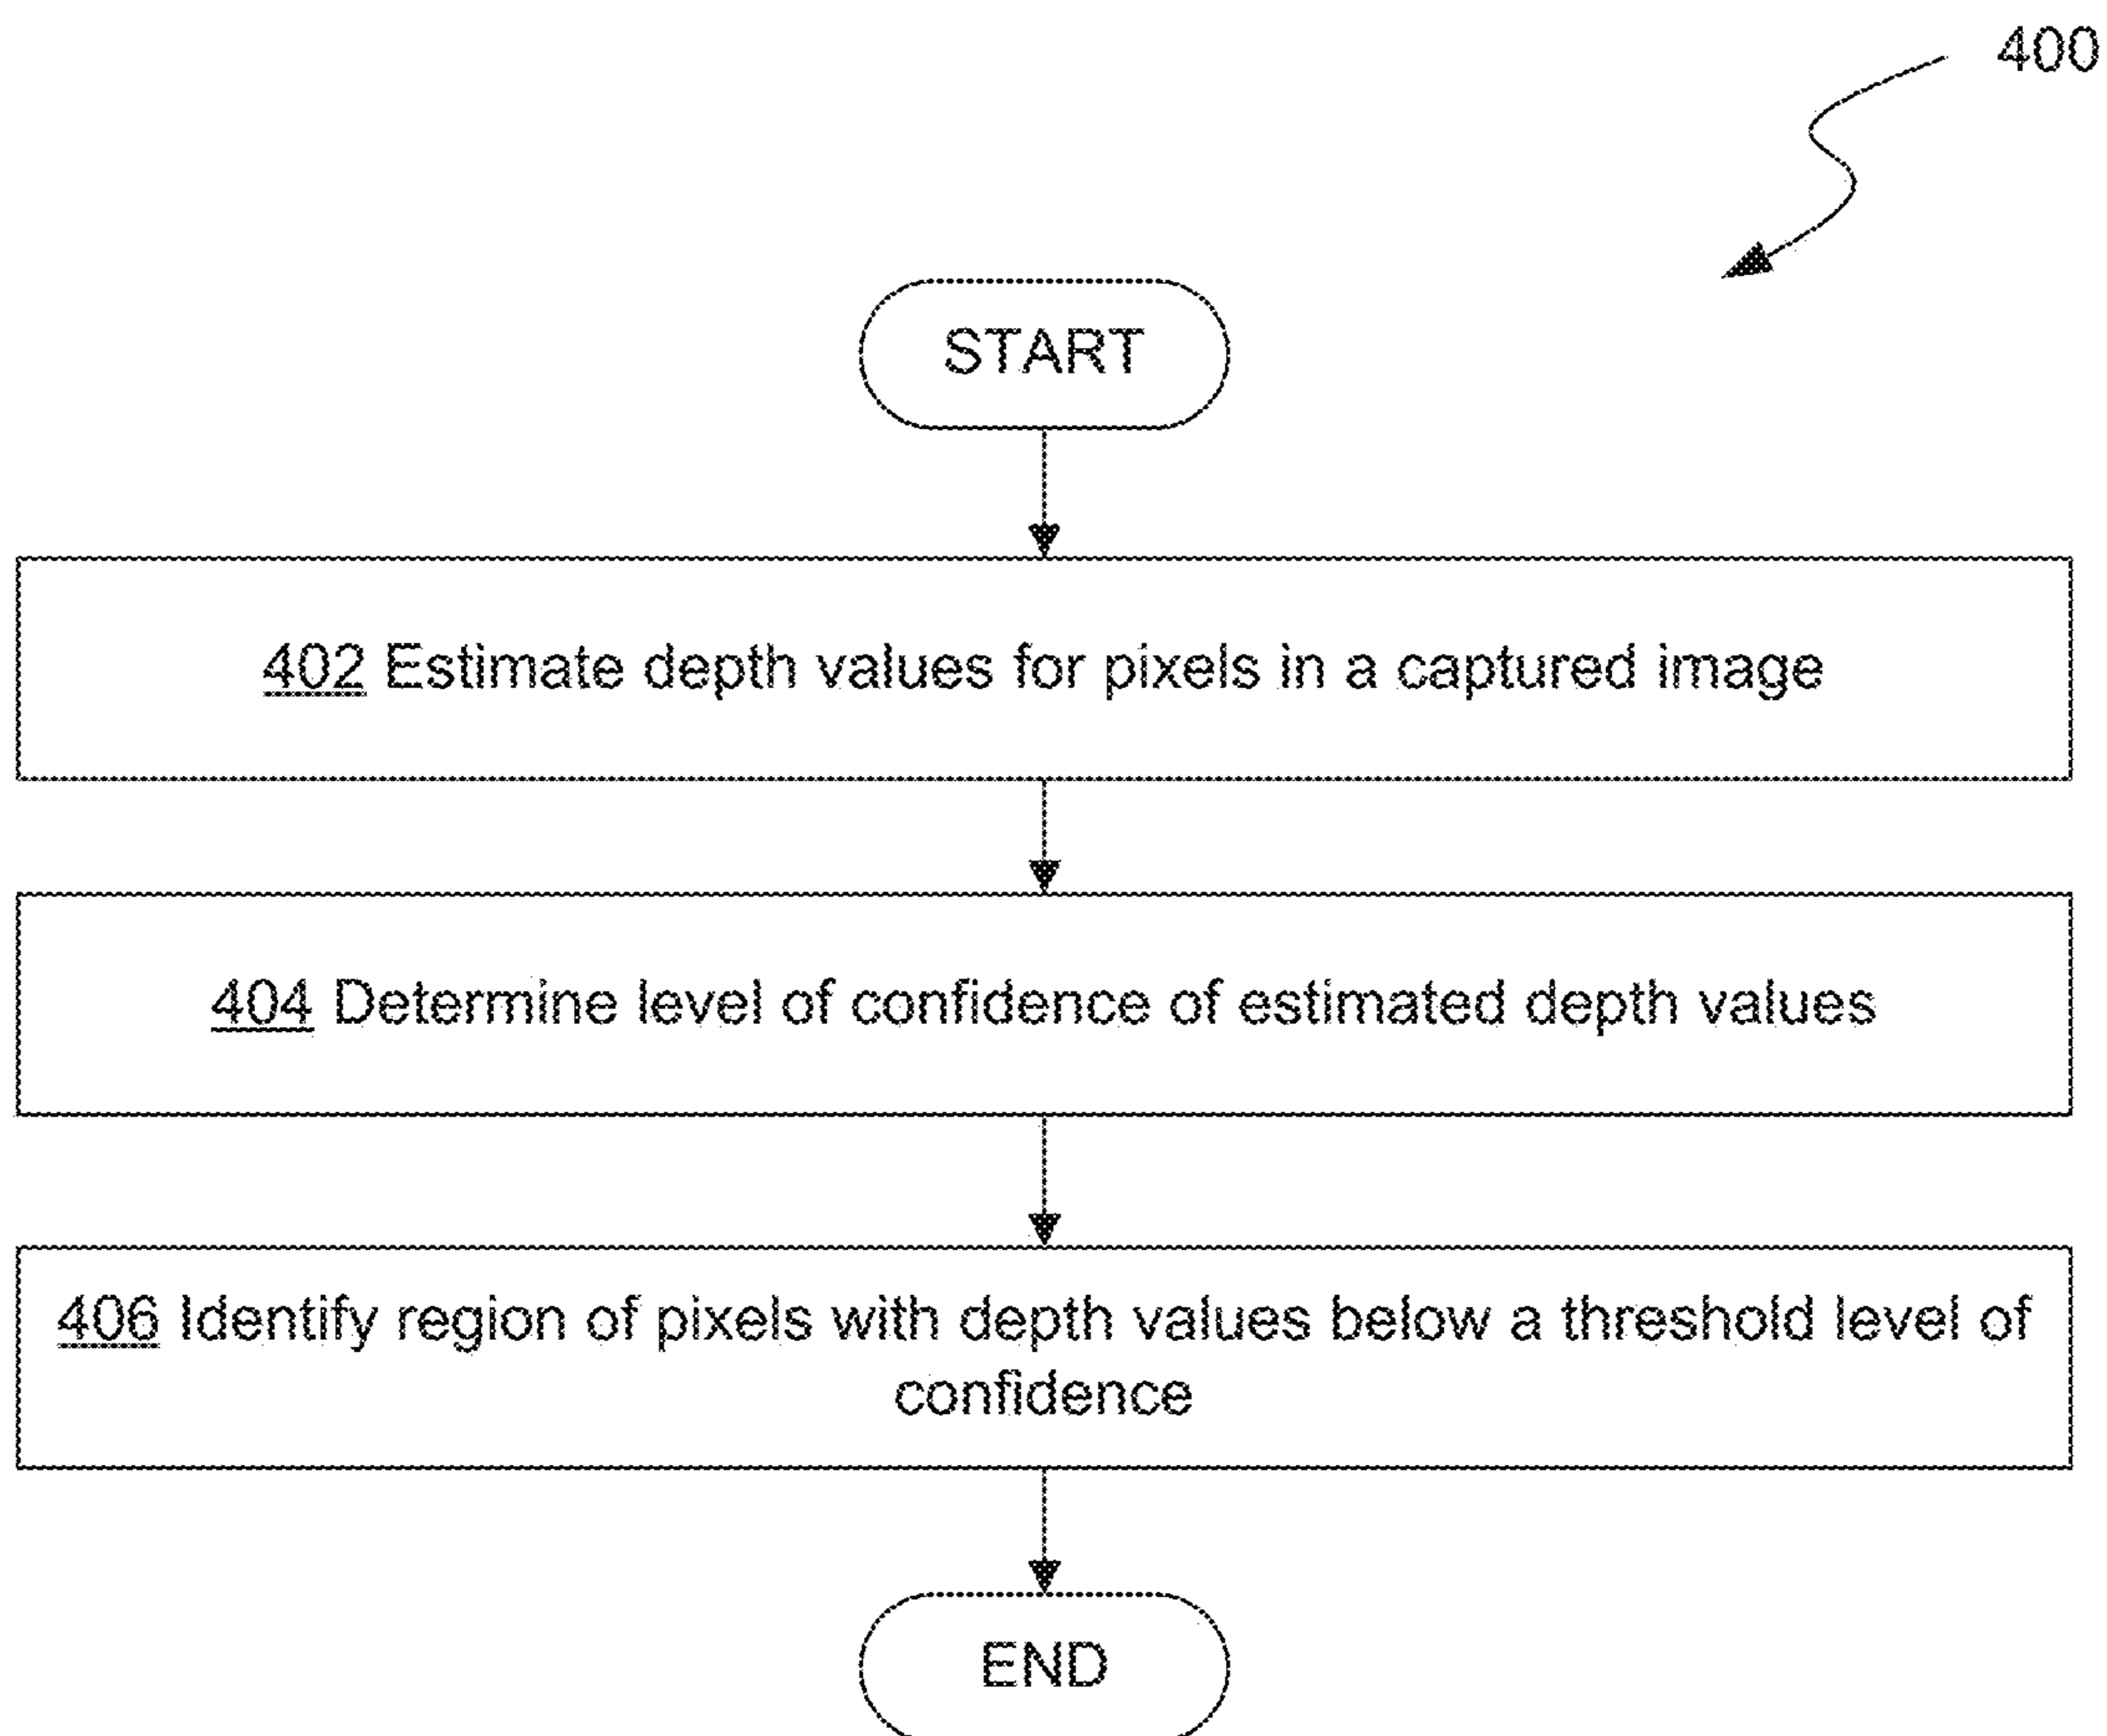 400
START
402 Estimate depth values for pixels in a captured image
404 Determine level of confidence of estimated depth values
406 Identify region of pixels with depth values below a threshold level of
confidence
END